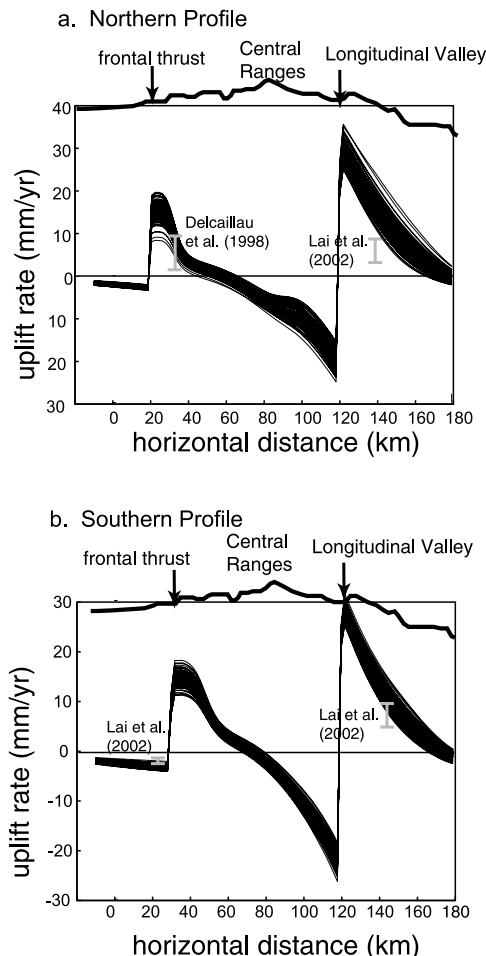 a. Northern Profile
frontal thrust
Central
Ranges
Longitudinal Valley
40
30
20
10
0
10
20
30
uplift rate (mm/yr)
Delcaillau
et al. (1998)
Lai et al.
(2002)
0 20 40 60 80 100 120 140 160 180
horizontal distance (km)
b. Southern Profile
frontal thrust
Central
Ranges
Longitudinal Valley
30
20
10
0
-10
-20
-30
uplift rate (mm/yr)
Lai et al.
(2002)
Lai et al.
(2002)
0 20 40 60 80 100 120 140 160 180
horizontal distance (km)